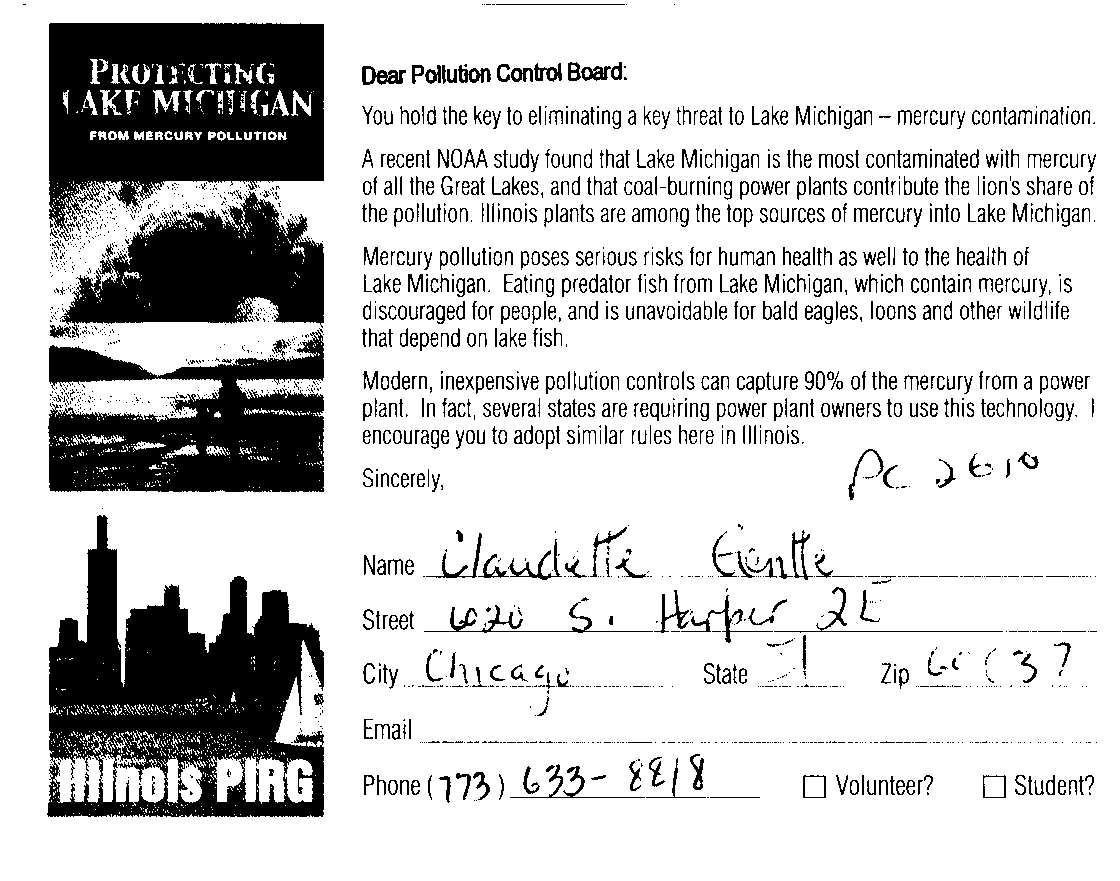 PROTECTING
LAKE MICHIGAN
FROM MERCURY POLLUTION
Illinois PIRG
Dear Pollution Control Board:
You hold the key to eliminating a key threat to Lake Michigan – mercury contamination.
A recent NOAA study found that Lake Michigan is the most contaminated with mercury
of all the Great Lakes, and that coal-burning power plants contribute the lion's share of
the pollution. Illinois plants are among the top sources of mercury into Lake Michigan.
Mercury pollution poses serious risks for human health as well to the health of
Lake Michigan. Eating predator fish from Lake Michigan, which contain mercury, is
discouraged for people, and is unavoidable for bald eagles, loons and other wildlife
that depend on lake fish.
Modern, inexpensive pollution controls can capture 90% of the mercury from a power
plant. In fact, several states are requiring power plant owners to use this technology. I
encourage you to adopt similar rules here in Illinois.
Sincerely,
PC 2610
Name Claudette
Street 6020 S. Harper 2E
City Chicago State Il Zip 60637
Email
Phone (773) 633-8818 Volunteer? Student?